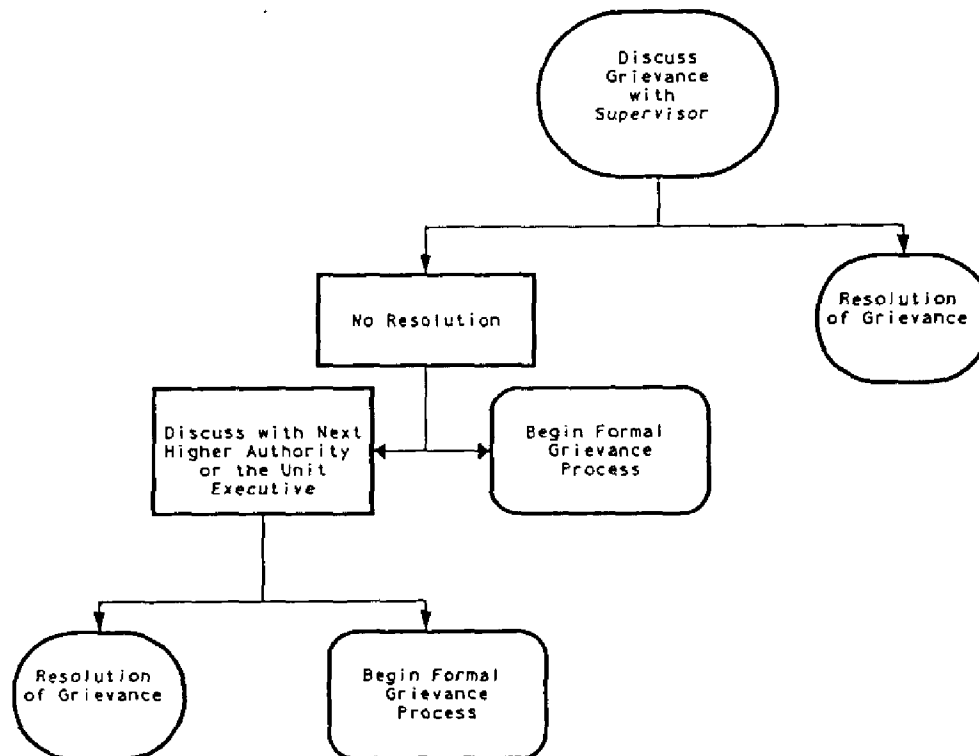 Discuss
Grievance
with
Supervisor
No Resolution
Resolution
of Grievance
Discuss with Next
Higher Authority
or the Unit
Executive
Begin Formal
Grievance
Process
Resolution
of Grievance
Begin Formal
Grievance
Process